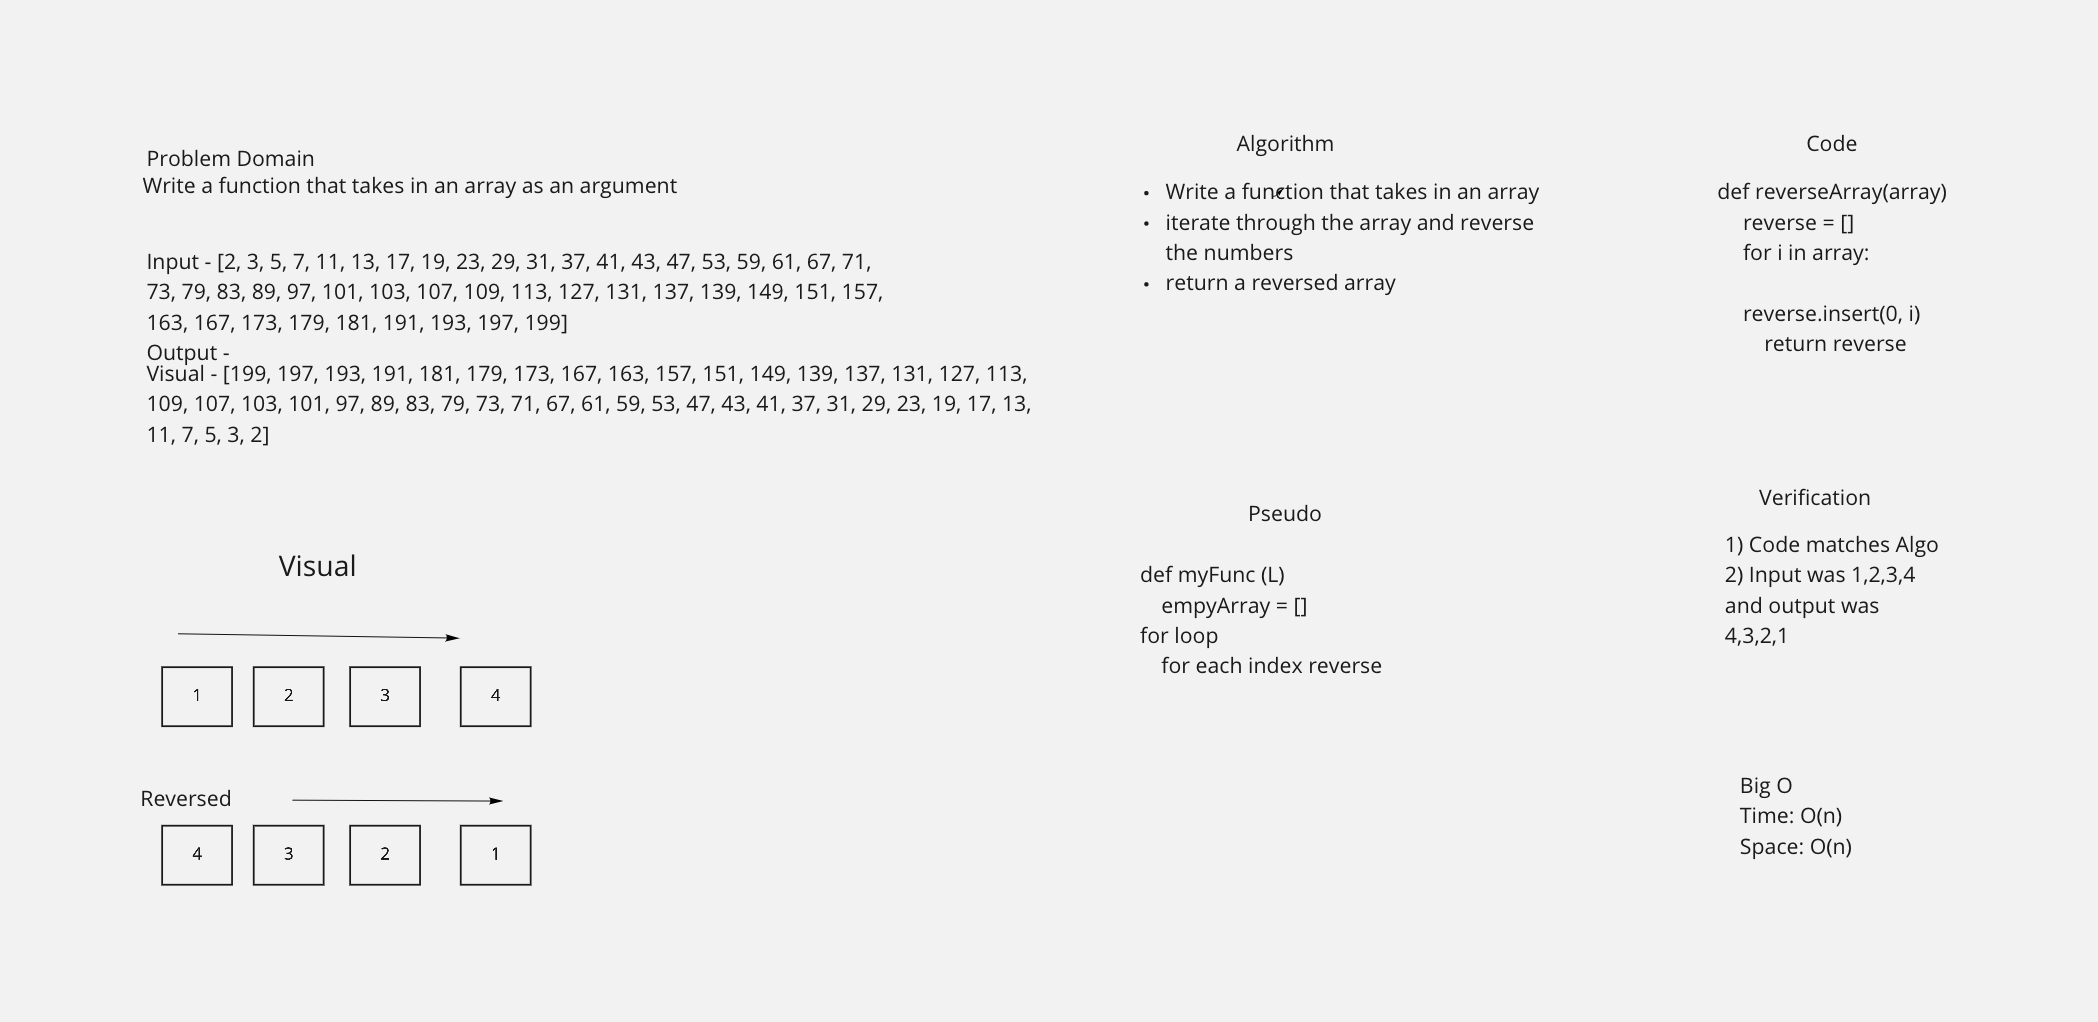 Problem Domain
Write a function that takes in an array as an argument
Input - [2, 3, 5, 7, 11, 13, 17, 19, 23, 29, 31, 37, 41, 43, 47, 53, 59, 61, 67, 71,
73, 79, 83, 89, 97, 101, 103, 107, 109, 113, 127, 131, 137, 139, 149, 151, 157,
163, 167, 173, 179, 181, 191, 193, 197, 199]
Output -
Visual - [199, 197, 193, 191, 181, 179, 173, 167, 163, 157, 151, 149, 139, 137, 131, 127, 113,
109, 107, 103, 101, 97, 89, 83, 79, 73, 71, 67, 61, 59, 53, 47, 43, 41, 37, 31, 29, 23, 19, 17, 13,
11, 7, 5, 3, 2]
Visual
1 2 3 4
Reversed
4 3 2 1
Algorithm
• Write a function that takes in an array
• iterate through the array and reverse
the numbers
• return a reversed array
Pseudo
def myFunc (L)
empyArray = []
for loop
for each index reverse
Code
def reverseArray(array)
reverse = []
for i in array:
reverse.insert(0, i)
return reverse
Verification
1) Code matches Algo
2) Input was 1,2,3,4
and output was
4,3,2,1
Big O
Time: O(n)
Space: O(n)